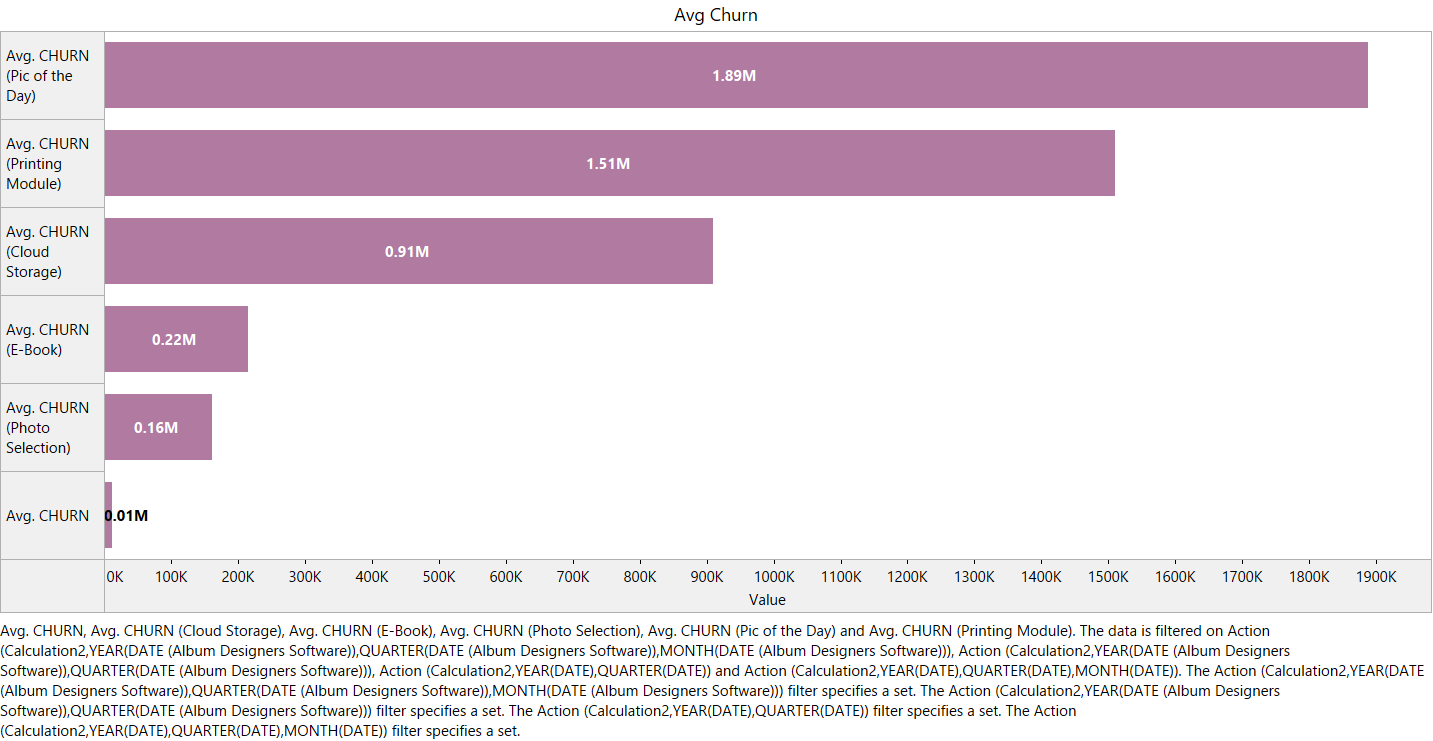 Avg Churn
Avg. CHURN
(Pic of the
Day)
1.89M
Avg. CHURN
(Printing
Module)
1.51M
Avg. CHURN
(Cloud
Storage)
0.91M
Avg. CHURN
(E-Book)
0.22M
Avg. CHURN
(Photo
Selection)
0.16M
Avg. CHURN
0.01M
0K 100K 200K 300K 400K 500K 600K 700K 800K 900K 1000K 1100K 1200K 1300K 1400K 1500K 1600K 1700K 1800K 1900K
Value
Avg. CHURN, Avg. CHURN (Cloud Storage), Avg. CHURN (E-Book), Avg. CHURN (Photo Selection), Avg. CHURN (Pic of the Day) and Avg. CHURN (Printing Module). The data is filtered on Action
(Calculation2,YEAR(DATE (Album Designers Software)),QUARTER(DATE (Album Designers Software)),MONTH(DATE (Album Designers Software))), Action (Calculation2,YEAR(DATE (Album Designers
Software)),QUARTER(DATE (Album Designers Software))), Action (Calculation2,YEAR(DATE),QUARTER(DATE)) and Action (Calculation2,YEAR(DATE),QUARTER(DATE),MONTH(DATE)). The Action (Calculation2,YEAR(DATE
(Album Designers Software)),QUARTER(DATE (Album Designers Software)),MONTH(DATE (Album Designers Software))) filter specifies a set. The Action (Calculation2,YEAR(DATE (Album Designers
Software)),QUARTER(DATE (Album Designers Software))) filter specifies a set. The Action (Calculation2,YEAR(DATE),QUARTER(DATE)) filter specifies a set. The Action
(Calculation2,YEAR(DATE),QUARTER(DATE),MONTH(DATE)) filter specifies a set.